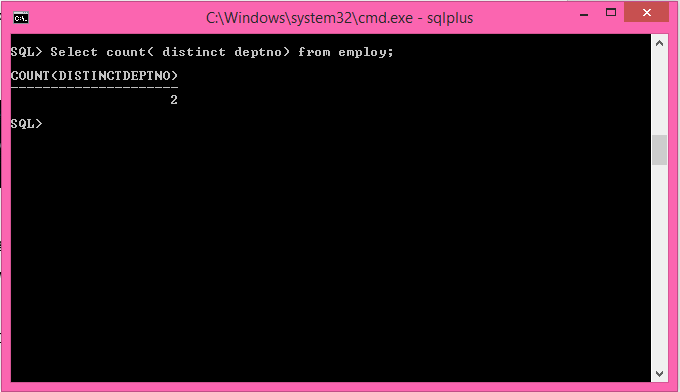 C:\Windows\system32\cmd.exe - sqlplus
SQL> Select count( distinct deptno) from employ;
COUNT(DISTINCTDEPTNO)
---------------------
2
SQL>